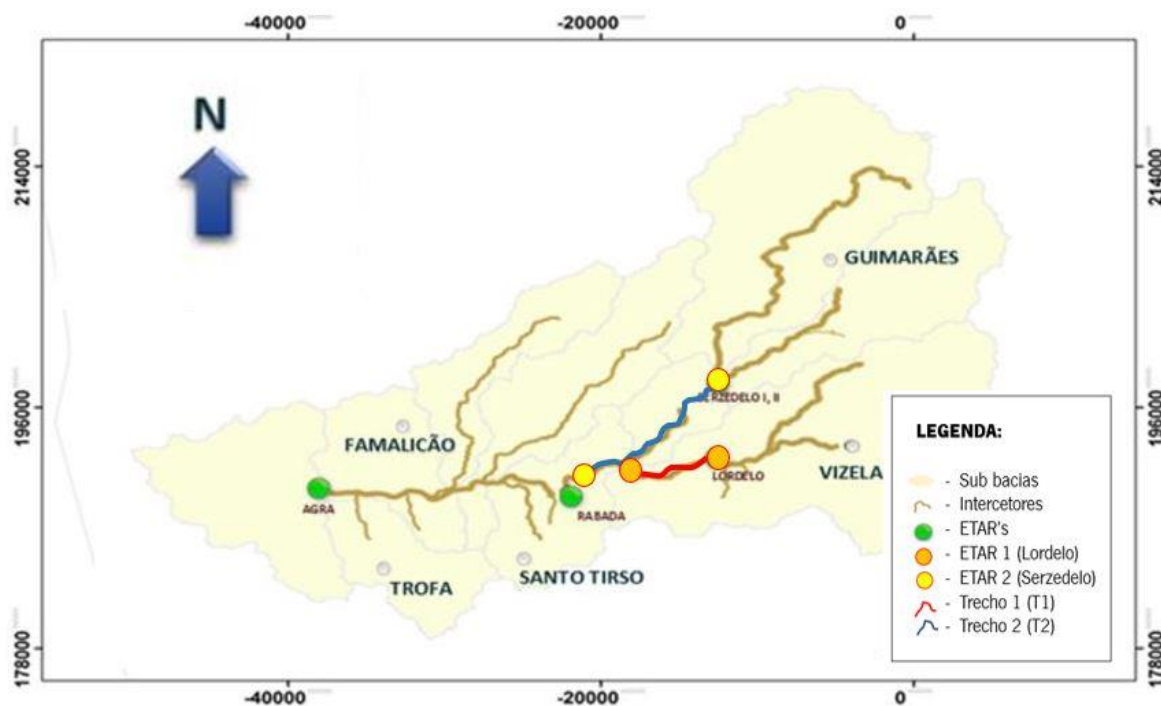 -40000
-20000
0
N
214000
214000
GUIMARÃES
SERZEDELO I, II
196000
196000
FAMALICÃO
LORDELO
VIZELA
AGRA
RABADA
TROFA
SANTO TIRSO
LEGENDA:
- Sub bacias
- Intercetores
- ETAR's
- ETAR 1 (Lordelo)
- ETAR 2 (Serzedelo)
- Trecho 1 (T1)
- Trecho 2 (T2)
178000
178000
-40000
-20000
0